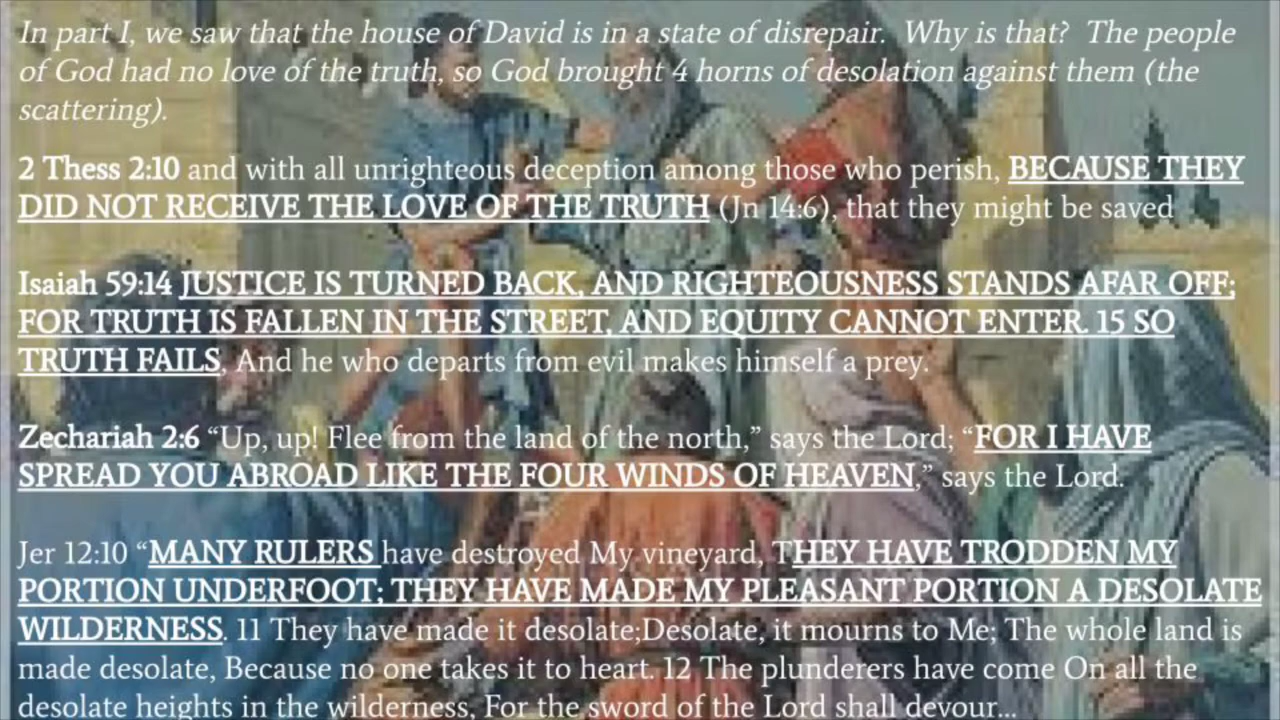 In part I, we saw that the house of David is in a state of disrepair.  Why is that?  The people
of God had no love of the truth, so God brought 4 horns of desolation against them (the
scattering).
2 Thess 2:10 and with all unrighteous deception among those who perish, BECAUSE THEY
DID NOT RECEIVE THE LOVE OF THE TRUTH (Jn 14:6), that they might be saved
Isaiah 59:14 JUSTICE IS TURNED BACK, AND RIGHTEOUSNESS STANDS AFAR OFF;
FOR TRUTH IS FALLEN IN THE STREET, AND EQUITY CANNOT ENTER. 15 SO
TRUTH FAILS, And he who departs from evil makes himself a prey.
Zechariah 2:6 “Up, up! Flee from the land of the north,” says the Lord; “FOR I HAVE
SPREAD YOU ABROAD LIKE THE FOUR WINDS OF HEAVEN,” says the Lord.
Jer 12:10 “MANY RULERS have destroyed My vineyard, THEY HAVE TRODDEN MY
PORTION UNDERFOOT; THEY HAVE MADE MY PLEASANT PORTION A DESOLATE
WILDERNESS. 11 They have made it desolate;Desolate, it mourns to Me; The whole land is
made desolate, Because no one takes it to heart. 12 The plunderers have come On all the
desolate heights in the wilderness, For the sword of the Lord shall devour...